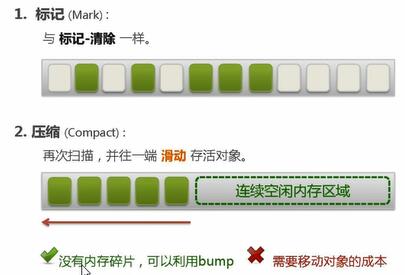 1. 标记 (Mark) :
与 标记-清除 一样。
2. 压缩 (Compact) :
再次扫描，并往一端 滑动 存活对象。
连续空闲内存区域
没有内存碎片，可以利用bump
需要移动对象的成本